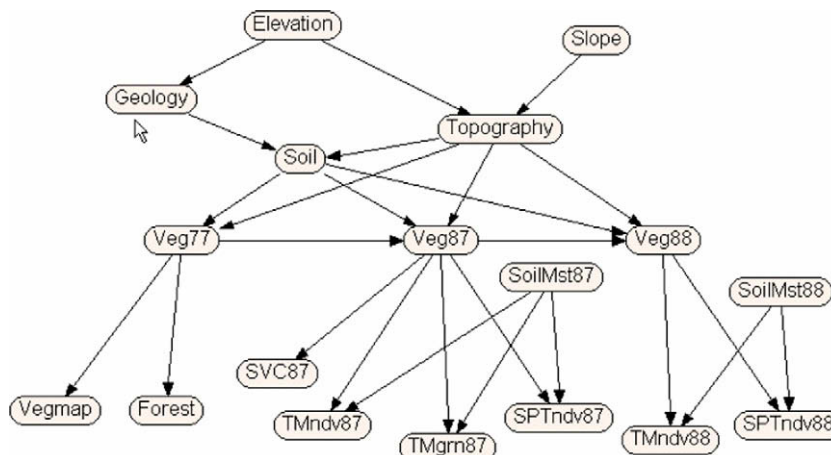 Elevation
Slope
Geology
Topography
Soil
Veg77
Veg87
Veg88
SoilMst87
SoilMst88
SVC87
Vegmap
Forest
TMndv87
SPTndv87
TMgrn87
TMndv88
SPTndv88